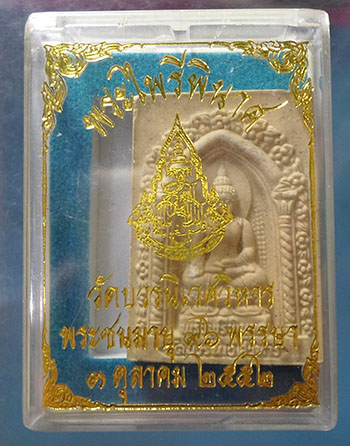 พระไพรีพินาศ
วัดบวรนิเวศวิหาร
พระชนมายุ ๙๖ พรรษา
๓ ตุลาคม ๒๕๕๒